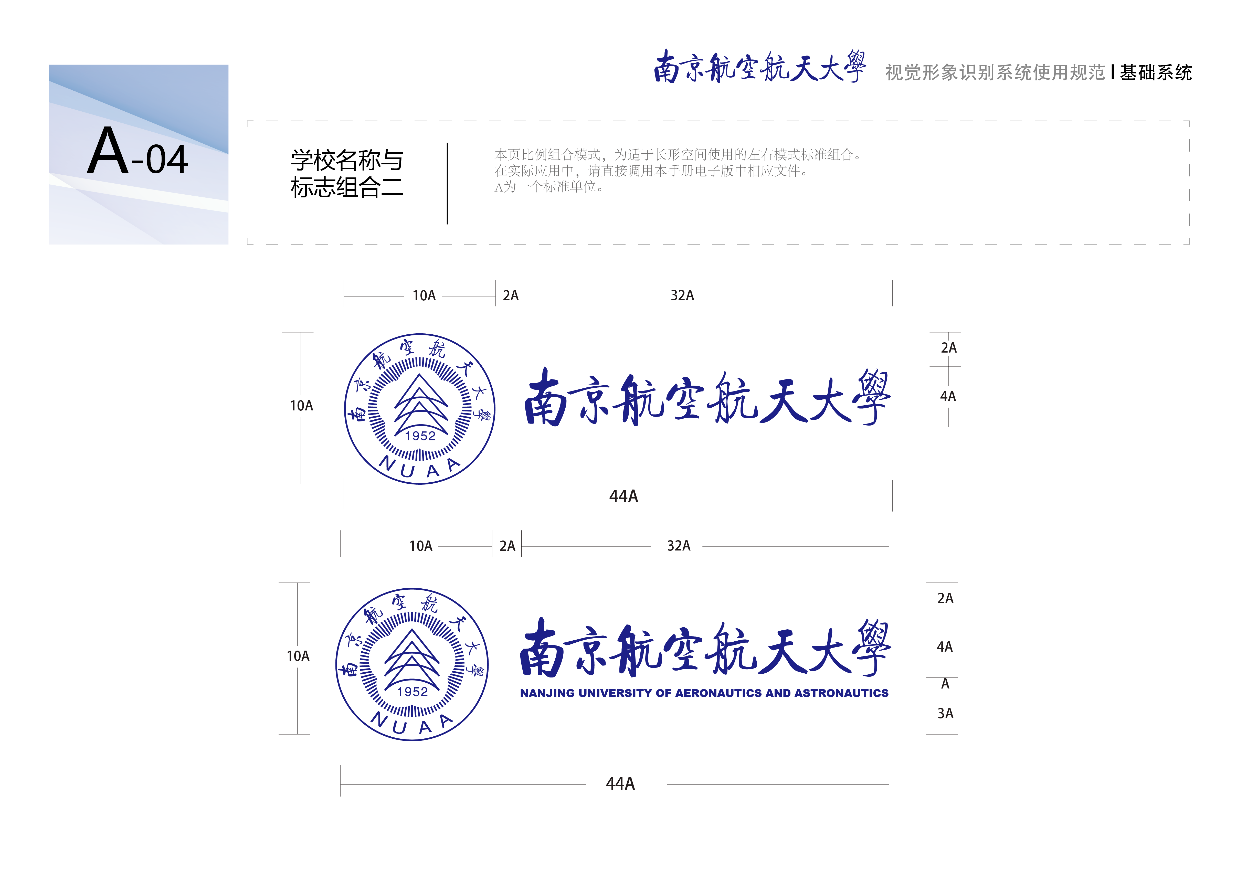 南京航空航天大學 视觉形象识别系统使用规范 | 基础系统
A-04
学校名称与
标志组合二
本页比例组合模式，为适于长形空间使用的左右模式标准组合。
在实际应用中，请直接调用本手册电子版中相应文件。
A为一个标准单位。
10A 2A 32A
10A
南京航空航天大學
1952
NUAA
南京航空航天大學
2A
4A
44A
10A 2A 32A
10A
南京航空航天大學
1952
NUAA
南京航空航天大學
NANJING UNIVERSITY OF AERONAUTICS AND ASTRONAUTICS
2A
4A
A
3A
44A